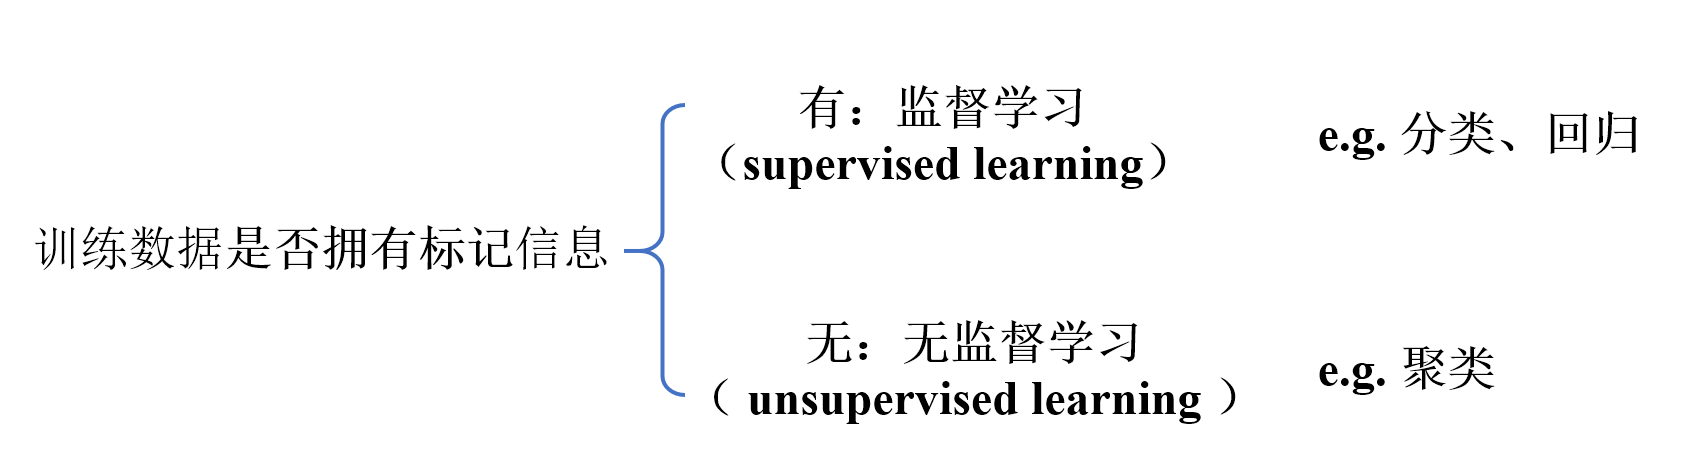 训练数据是否拥有标记信息
有：监督学习
（supervised learning）
e.g. 分类、回归
无：无监督学习
（ unsupervised learning ）
e.g. 聚类